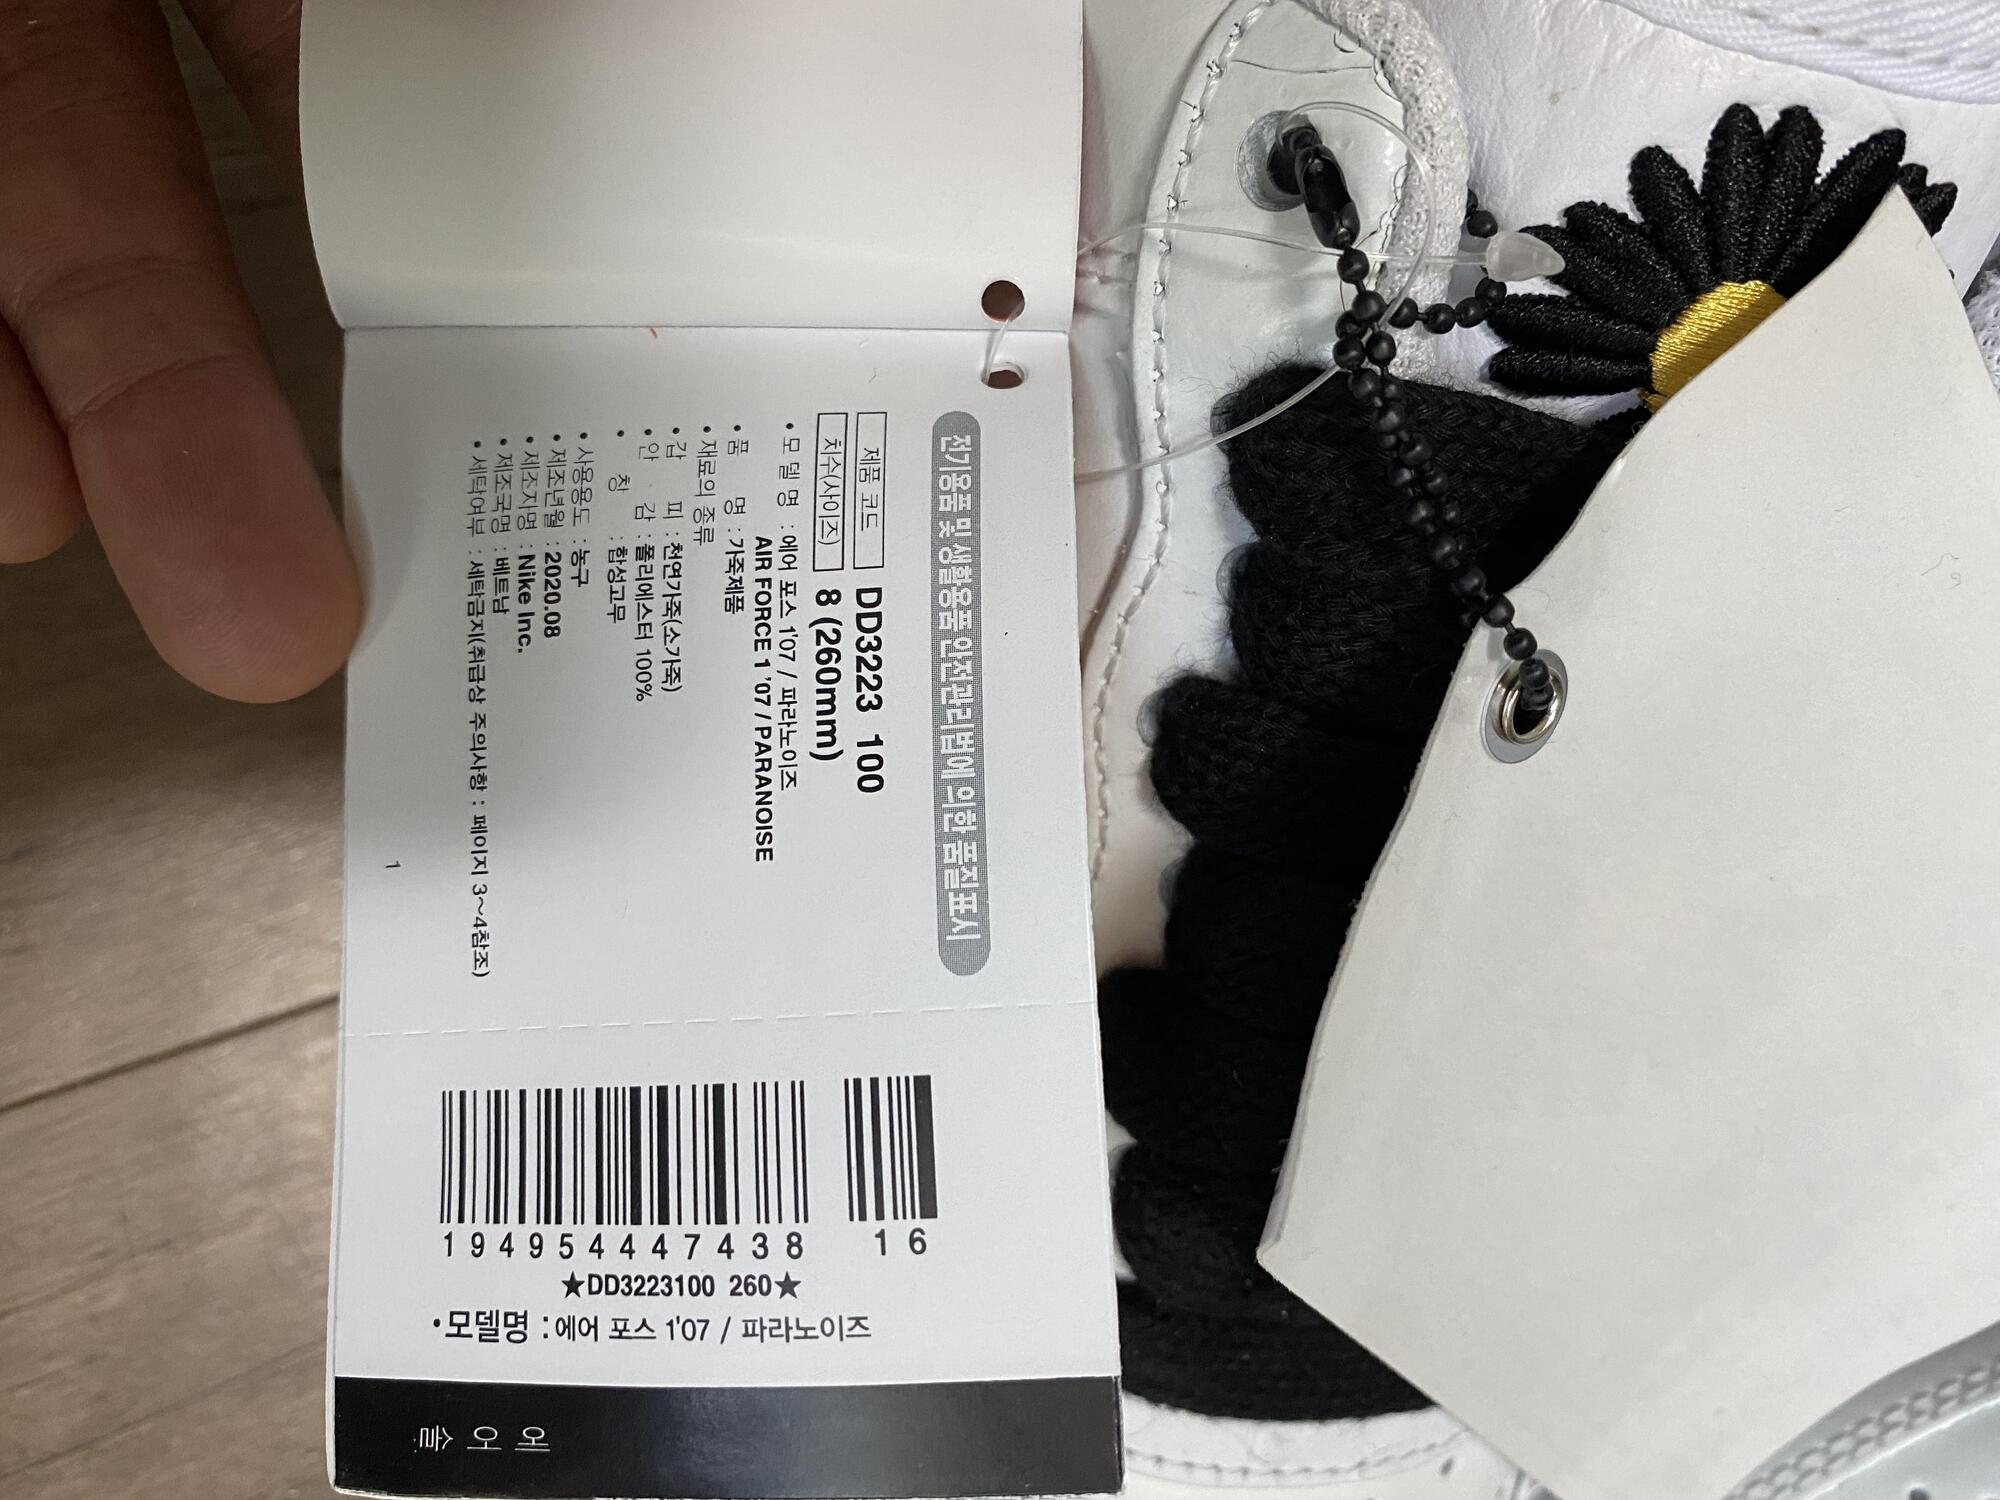 전기용품 및 생활용품 안전관리법에 의한 품질표시
제품 코드 DD3223 100
치수(사이즈) 8 (260mm)
• 모 델 명 : 에어 포스 1'07 / 파라노이즈
AIR FORCE 1 '07 / PARANOISE
• 품 명 : 가죽제품
• 재료의 종류
• 겉 피 : 천연가죽(소가죽)
• 안 감 : 폴리에스터 100%
• 창 : 합성고무
• 사용용도 : 농구
• 제조년월 : 2020.08
• 제조자명 : Nike Inc.
• 제조국명 : 베트남
• 세탁여부 : 세탁금지(취급상 주의사항 : 페이지 3~4참조)
1
194954447438 16
★DD3223100 260★
•모델명 : 에어 포스 1'07 / 파라노이즈
에어솔